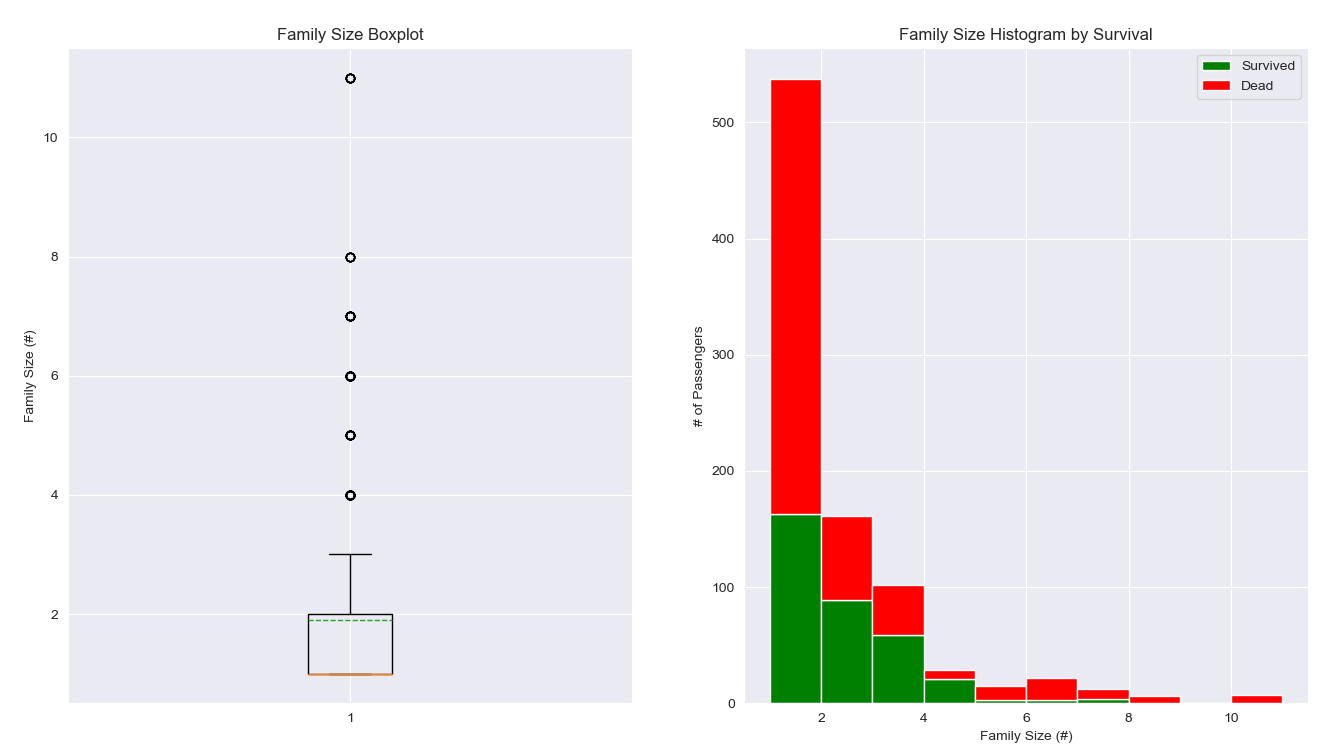 Family Size Boxplot
10
8
6
4
2
Family Size (#)
1
Family Size Histogram by Survival
Survived
Dead
500
400
300
200
100
0
# of Passengers
2 4 6 8 10
Family Size (#)